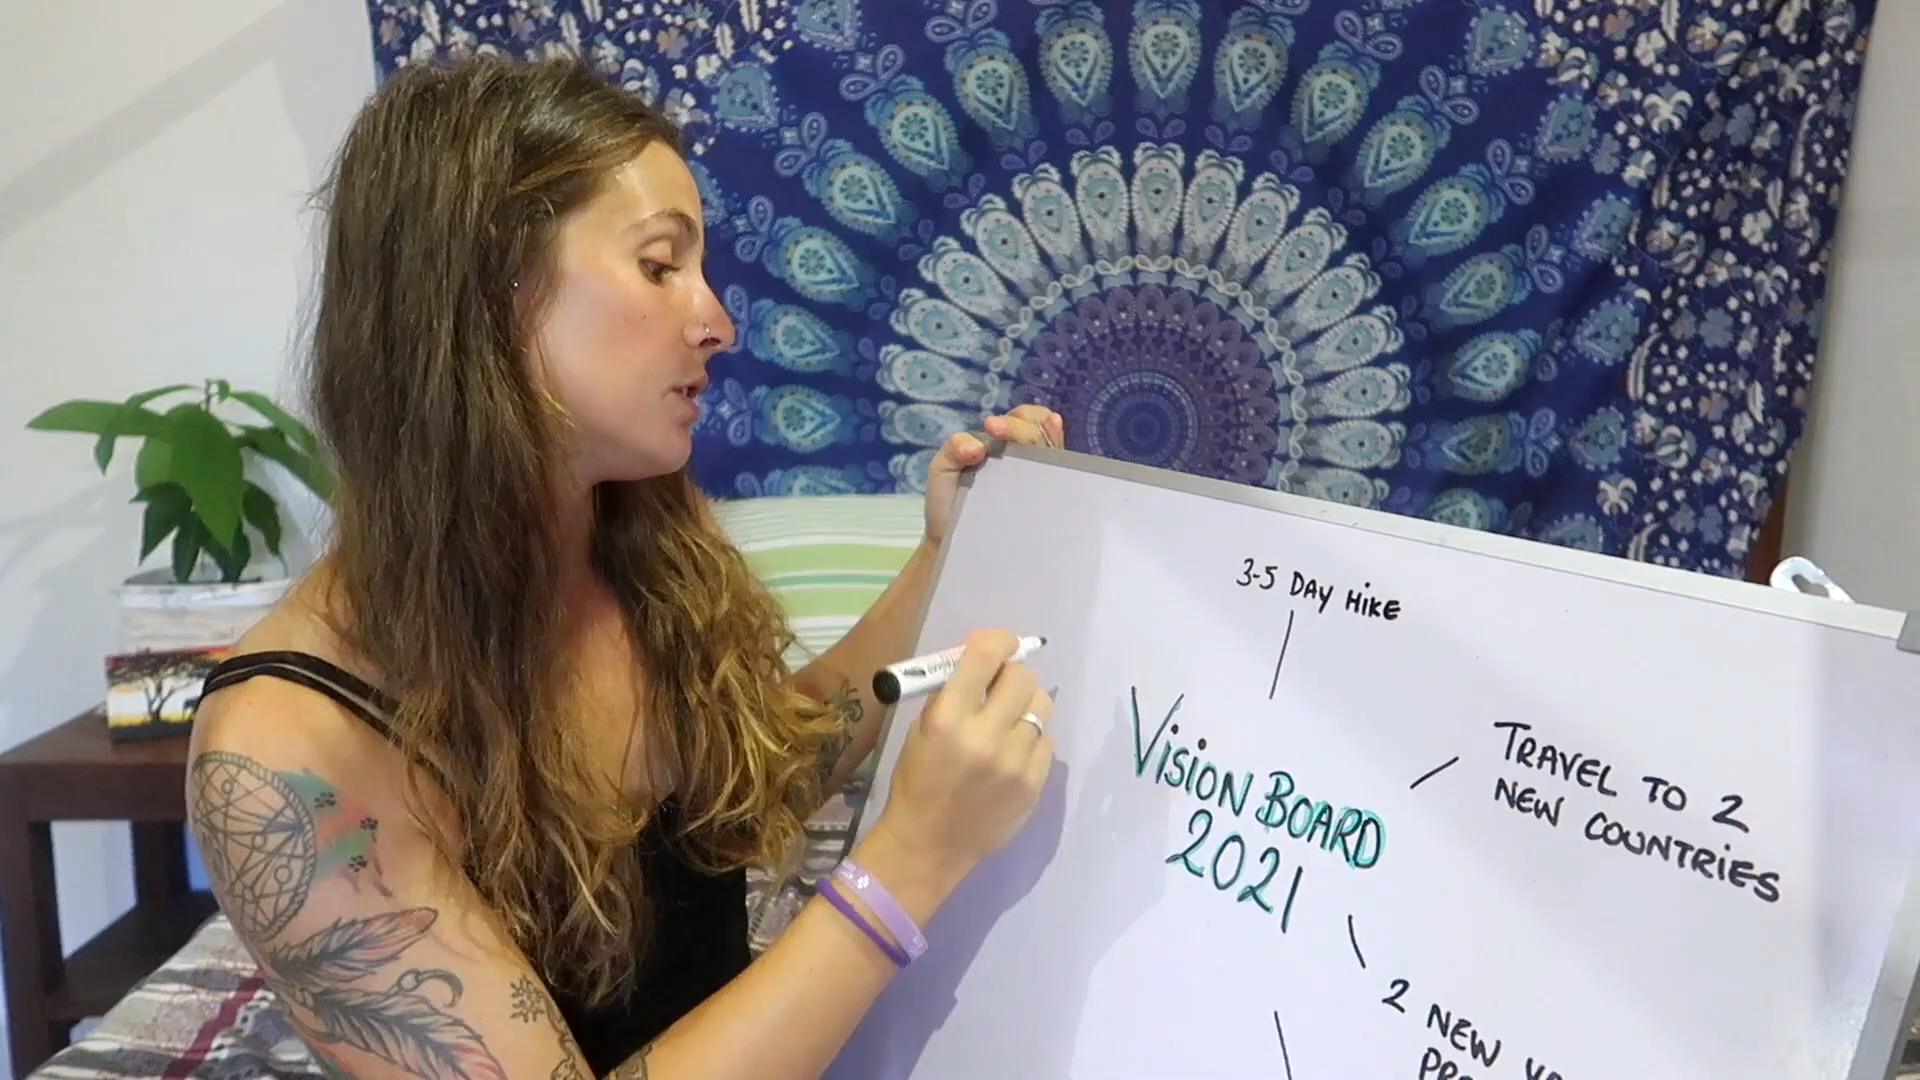 3-5 DAY HIKE
VISION BOARD
2021
TRAVEL TO 2
NEW COUNTRIES
2 NEW